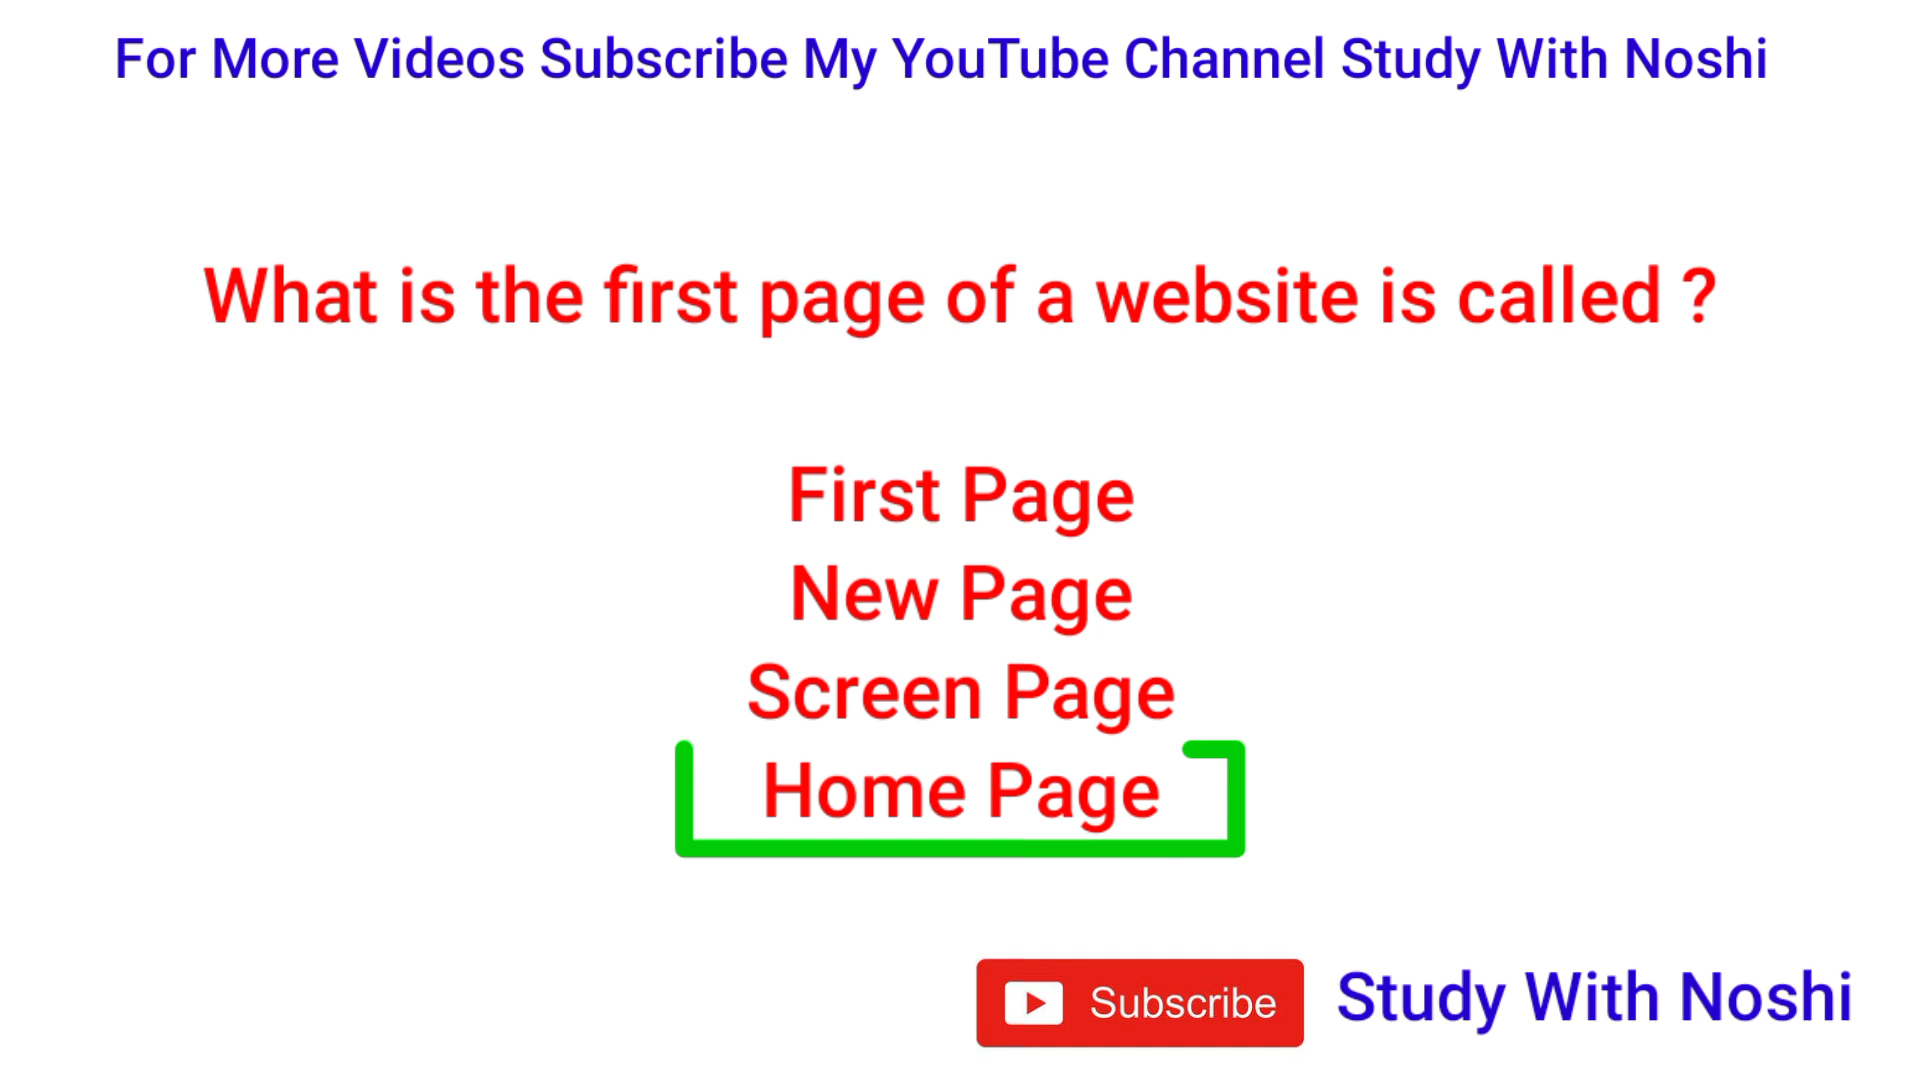 For More Videos Subscribe My YouTube Channel Study With Noshi
What is the first page of a website is called ?
First Page
New Page
Screen Page
Home Page
Subscribe Study With Noshi